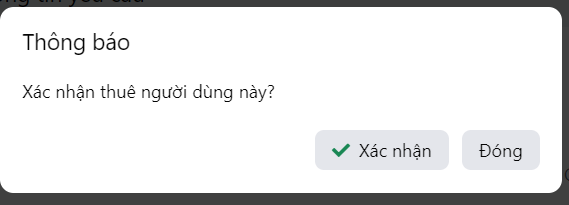 Thông báo
Xác nhận thuê người dùng này?
Xác nhận
Đóng